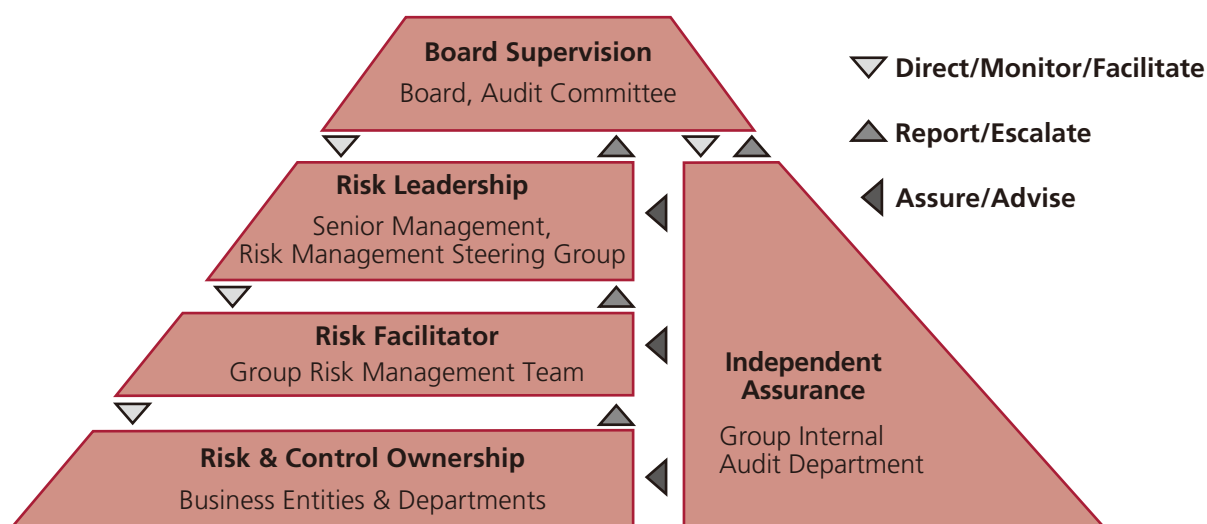 Board Supervision
Board, Audit Committee
Direct/Monitor/Facilitate
Report/Escalate
Assure/Advise
Risk Leadership
Senior Management,
Risk Management Steering Group
Risk Facilitator
Group Risk Management Team
Risk & Control Ownership
Business Entities & Departments
Independent
Assurance
Group Internal
Audit Department